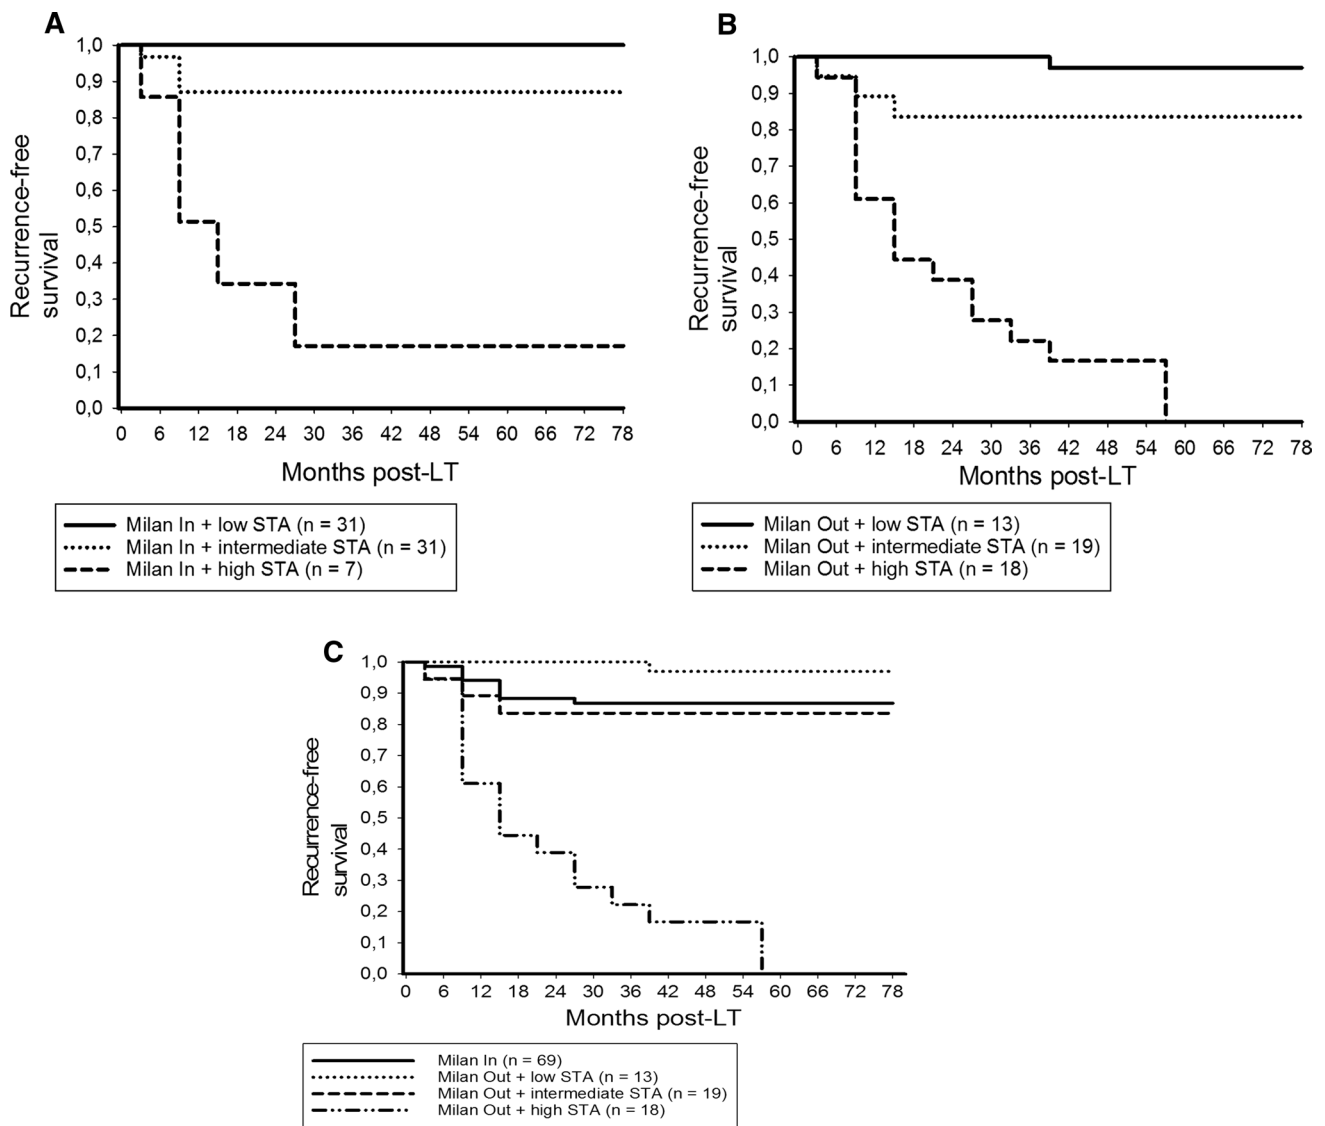 A
1,0
0,9
0,8
0,7
0,6
0,5
0,4
0,3
0,2
0,1
0,0
Recurrence-free
survival
0 6 12 18 24 30 36 42 48 54 60 66 72 78
Months post-LT
Milan In + low STA (n = 31)
Milan In + intermediate STA (n = 31)
Milan In + high STA (n = 7)
B
1,0
0,9
0,8
0,7
0,6
0,5
0,4
0,3
0,2
0,1
0,0
Recurrence-free
survival
0 6 12 18 24 30 36 42 48 54 60 66 72 78
Months post-LT
Milan Out + low STA (n = 13)
Milan Out + intermediate STA (n = 19)
Milan Out + high STA (n = 18)
C
1,0
0,9
0,8
0,7
0,6
0,5
0,4
0,3
0,2
0,1
0,0
Recurrence-free
survival
0 6 12 18 24 30 36 42 48 54 60 66 72 78
Months post-LT
Milan In (n = 69)
Milan Out + low STA (n = 13)
Milan Out + intermediate STA (n = 19)
Milan Out + high STA (n = 18)